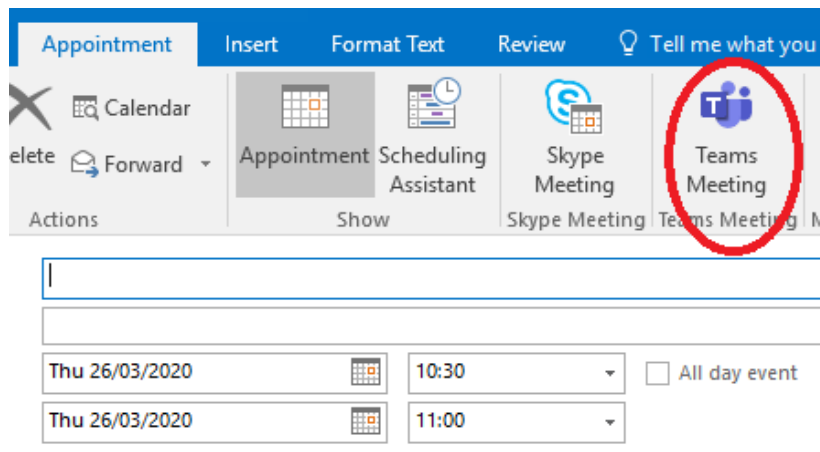 Appointment Insert Format Text Review Tell me what you
Calendar
elete Forward
Appointment Scheduling Assistant
Skype Meeting
Teams Meeting
Actions Show Skype Meeting Teams Meeting
Thu 26/03/2020 10:30 All day event
Thu 26/03/2020 11:00